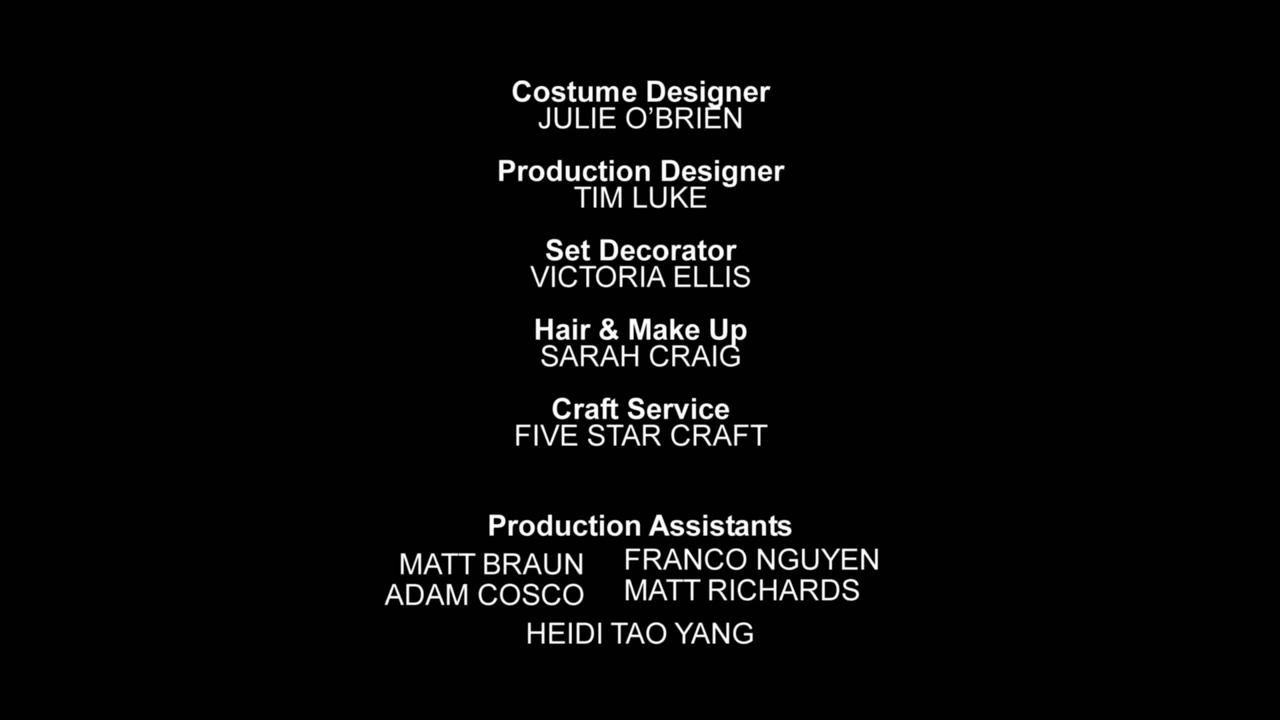 Costume Designer
JULIE O’BRIEN
Production Designer
TIM LUKE
Set Decorator
VICTORIA ELLIS
Hair & Make Up
SARAH CRAIG
Craft Service
FIVE STAR CRAFT
Production Assistants
MATT BRAUN FRANCO NGUYEN
ADAM COSCO MATT RICHARDS
HEIDI TAO YANG